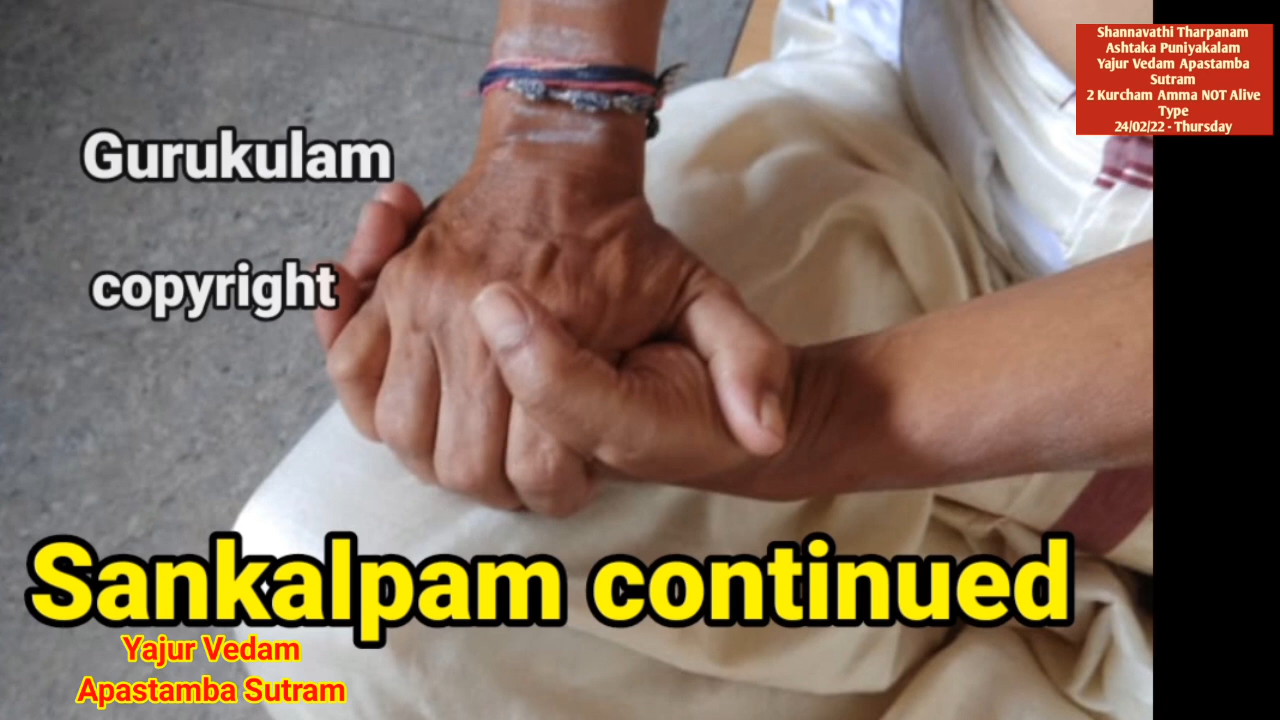 Shannavathi Tharpanam
Ashtaka Puniyakalam
Yajur Vedam Apastamba
Sutram
2 Kurcham Amma NOT Alive
Type
24/02/22 - Thursday
Gurukulam
copyright
Sankalpam continued
Yajur Vedam
Apastamba Sutram